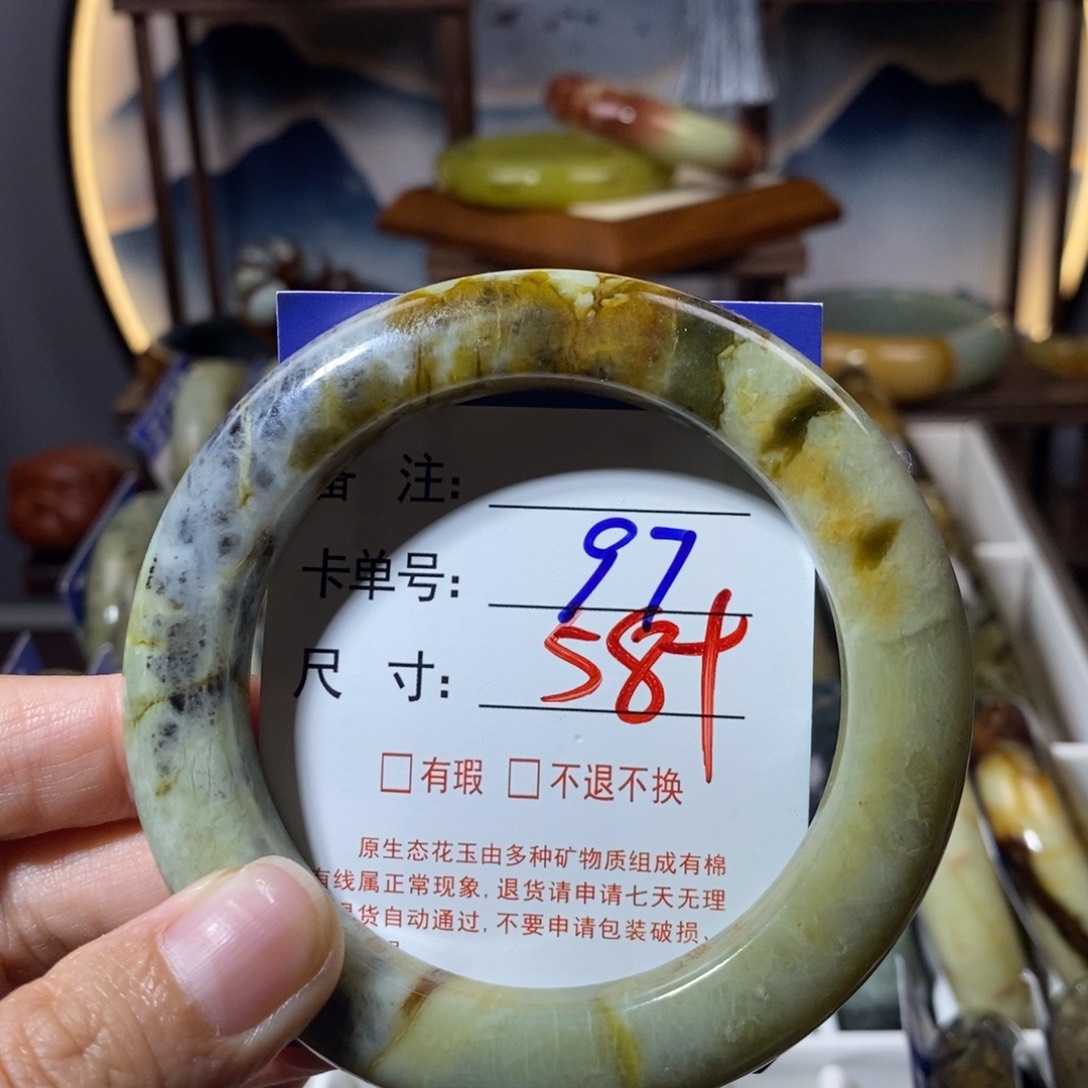 备 注:
卡单号: 97
尺 寸: 584
□有瑕 □不退不换
原生态花玉由多种矿物质组成有棉
有线属正常现象,退货请申请七天无理
退货自动通过,不要申请包装破损、